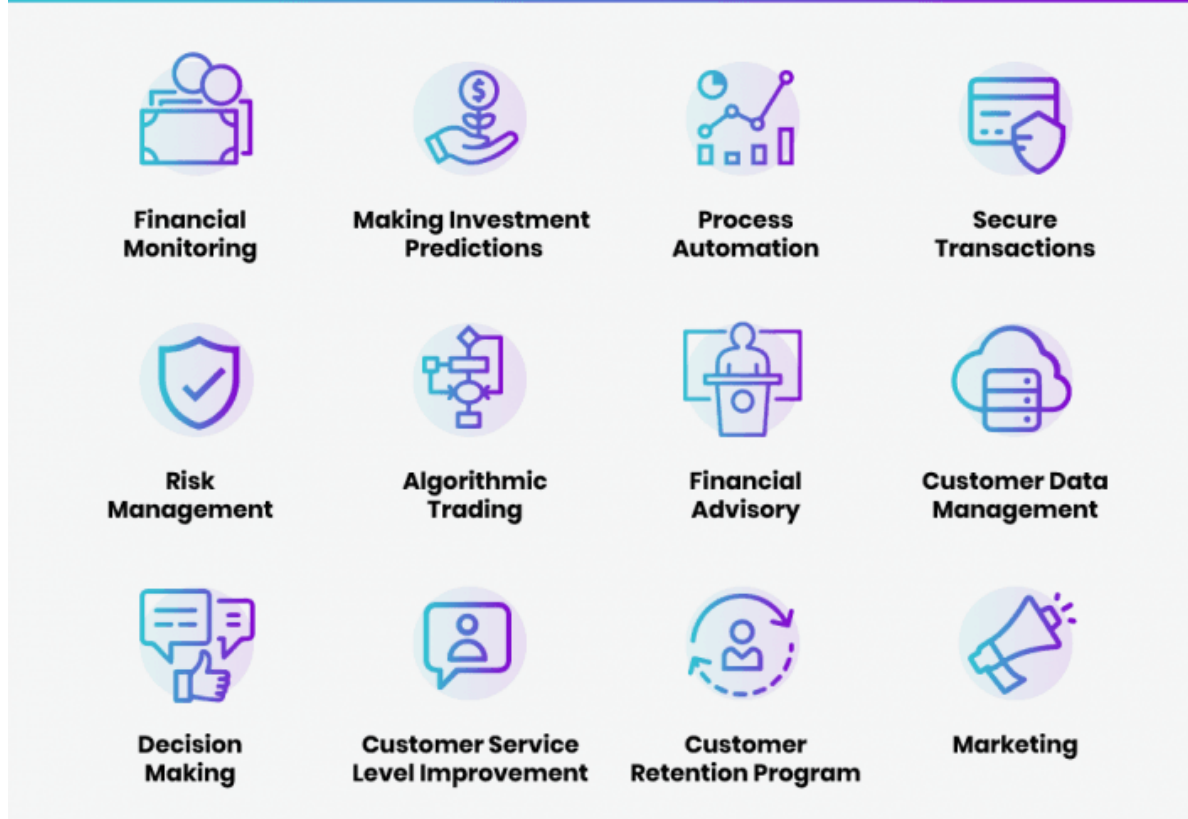 Financial
Monitoring
Making Investment
Predictions
Process
Automation
Secure
Transactions
Risk
Management
Algorithmic
Trading
Financial
Advisory
Customer Data
Management
Decision
Making
Customer Service
Level Improvement
Customer
Retention Program
Marketing